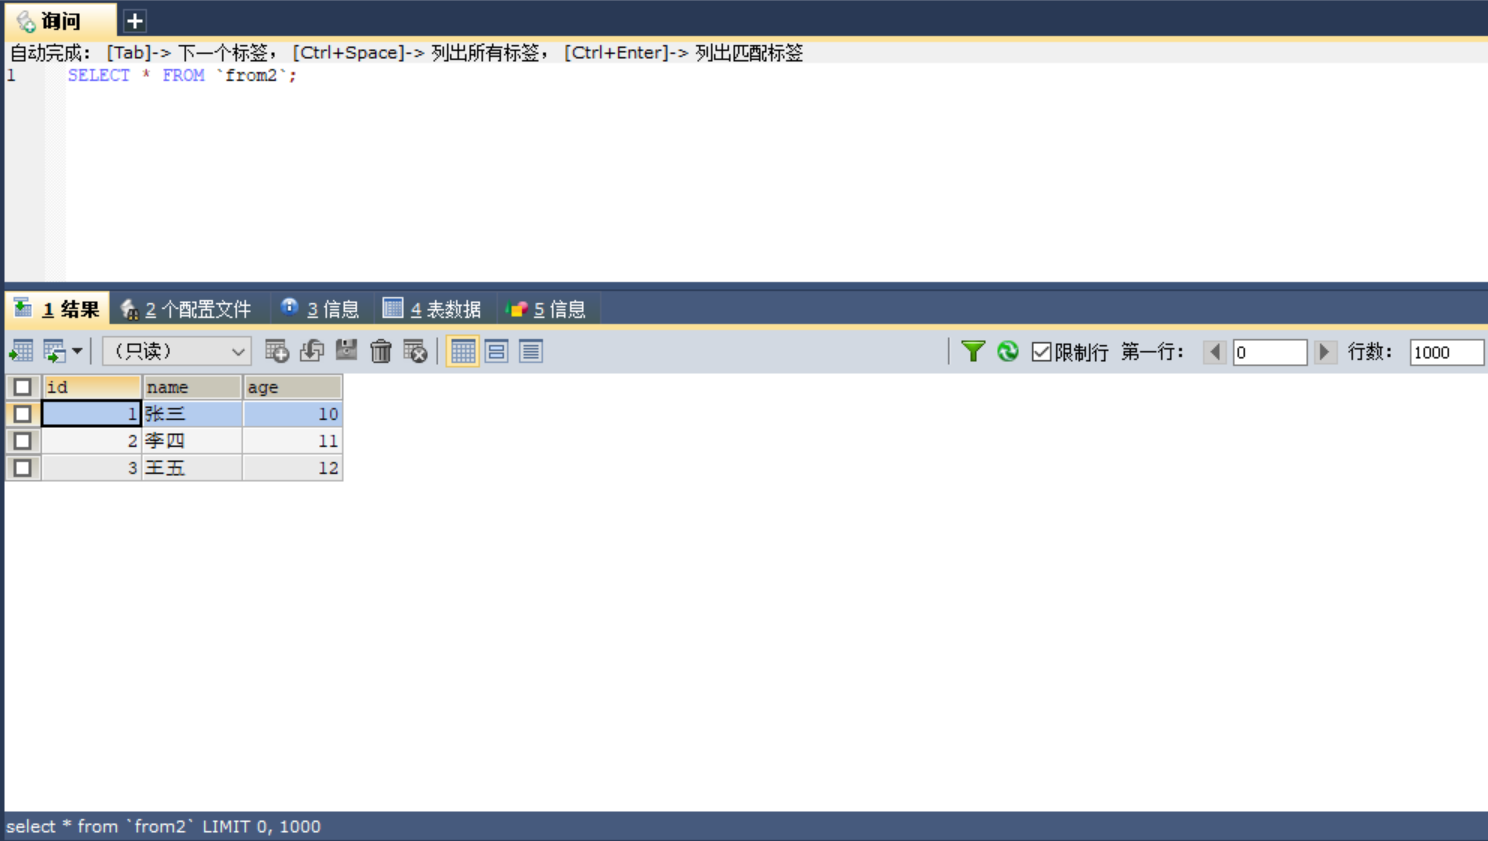 询问
自动完成： [Tab]-> 下一个标签， [Ctrl+Space]-> 列出所有标签， [Ctrl+Enter]-> 列出匹配标签
1 SELECT * FROM `from2`;
1 结果 2 个配置文件 3 信息 4 表数据 5 信息
（只读） 限制行 第一行： 0 行数： 1000
id name age
1 张三 10
2 李四 11
3 王五 12
select * from `from2` LIMIT 0, 1000